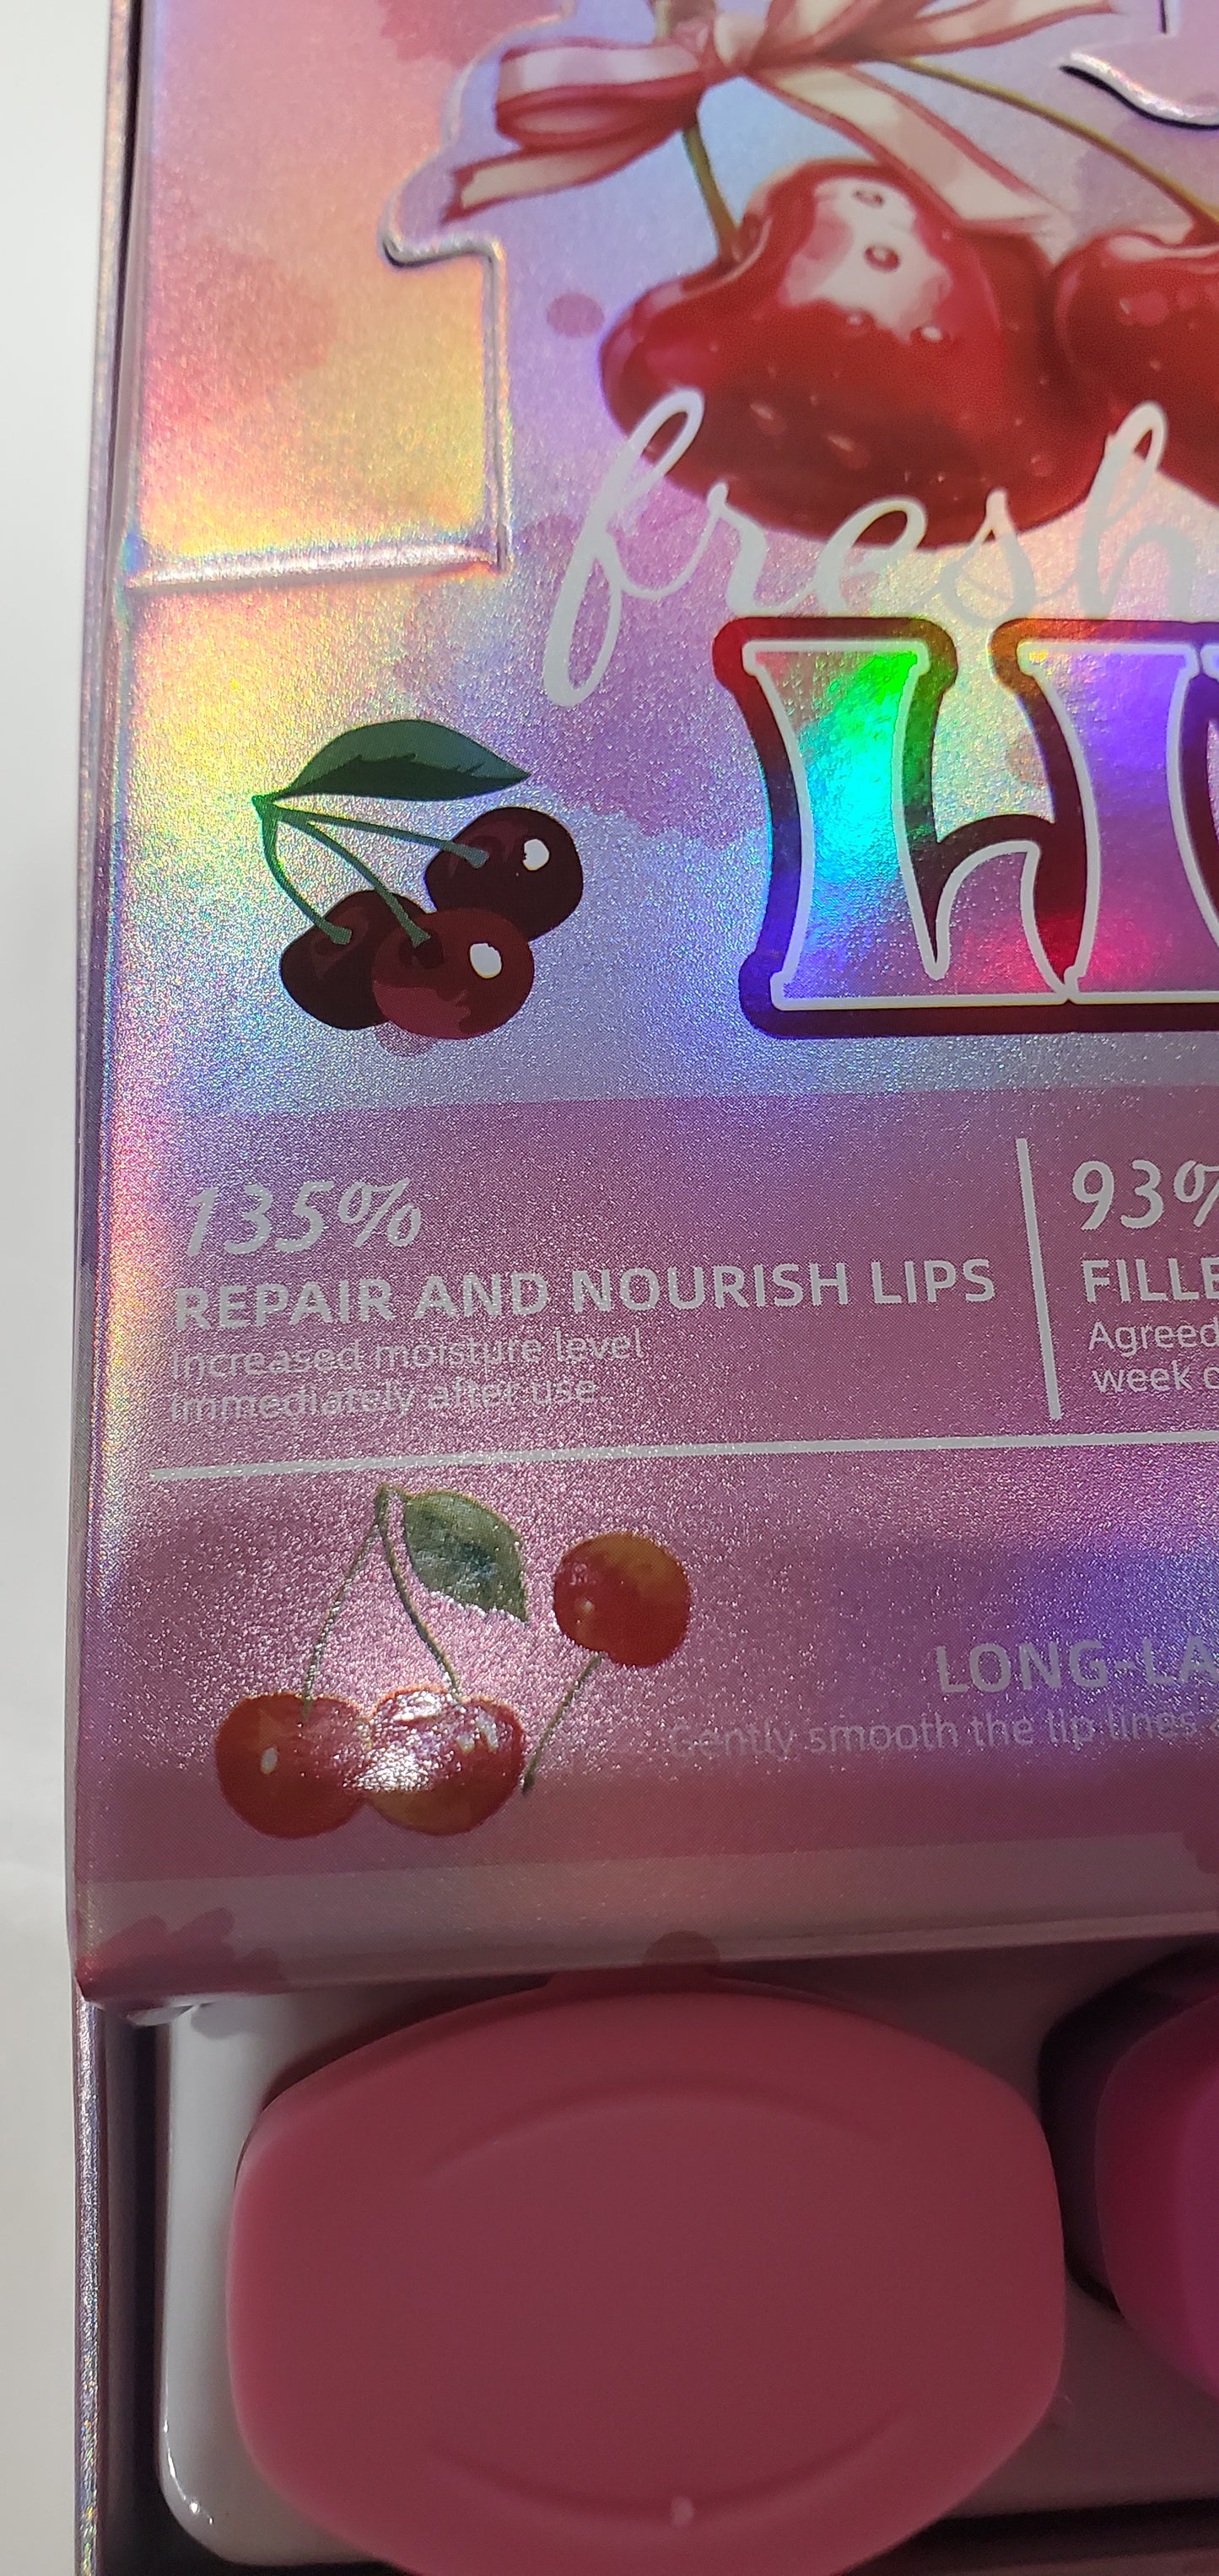 fresh
135%
REPAIR AND NOURISH LIPS
Increased moisture level
immediately after use.
93%
FILLE
Agreed
week
LONG-LA
Gently smooth the lip lines